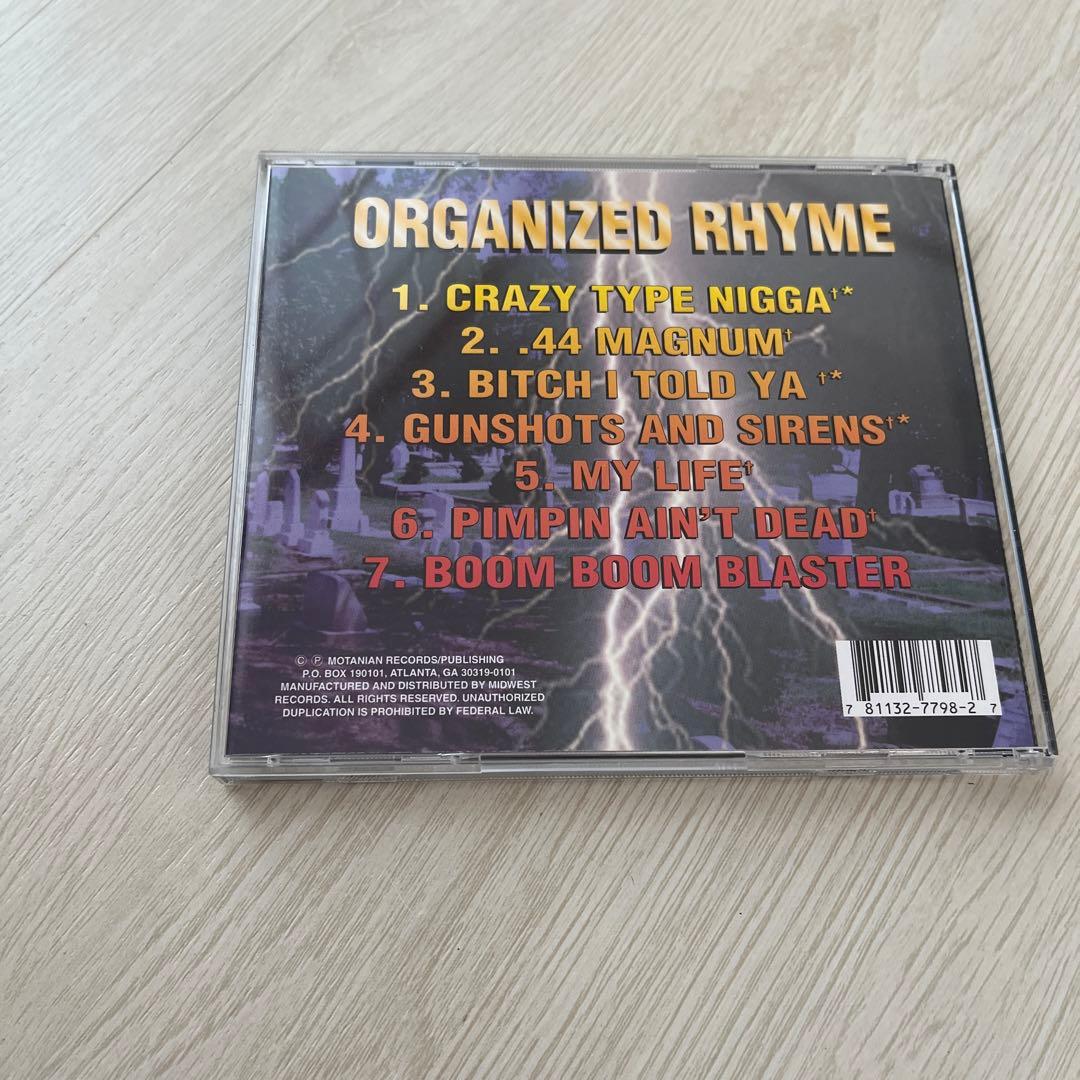 ORGANIZED RHYME
1. CRAZY TYPE NIGGA†*
2. .44 MAGNUM†
3. BITCH I TOLD YA †*
4. GUNSHOTS AND SIRENS†*
5. MY LIFE†
6. PIMPIN AIN'T DEAD†
7. BOOM BOOM BLASTER
© ℗ MOTANIAN RECORDS/PUBLISHING
P.O. BOX 190101, ATLANTA, GA 30319-0101
MANUFACTURED AND DISTRIBUTED BY MIDWEST
RECORDS. ALL RIGHTS RESERVED. UNAUTHORIZED
DUPLICATION IS PROHIBITED BY FEDERAL LAW.
7 81132-7798-2 7